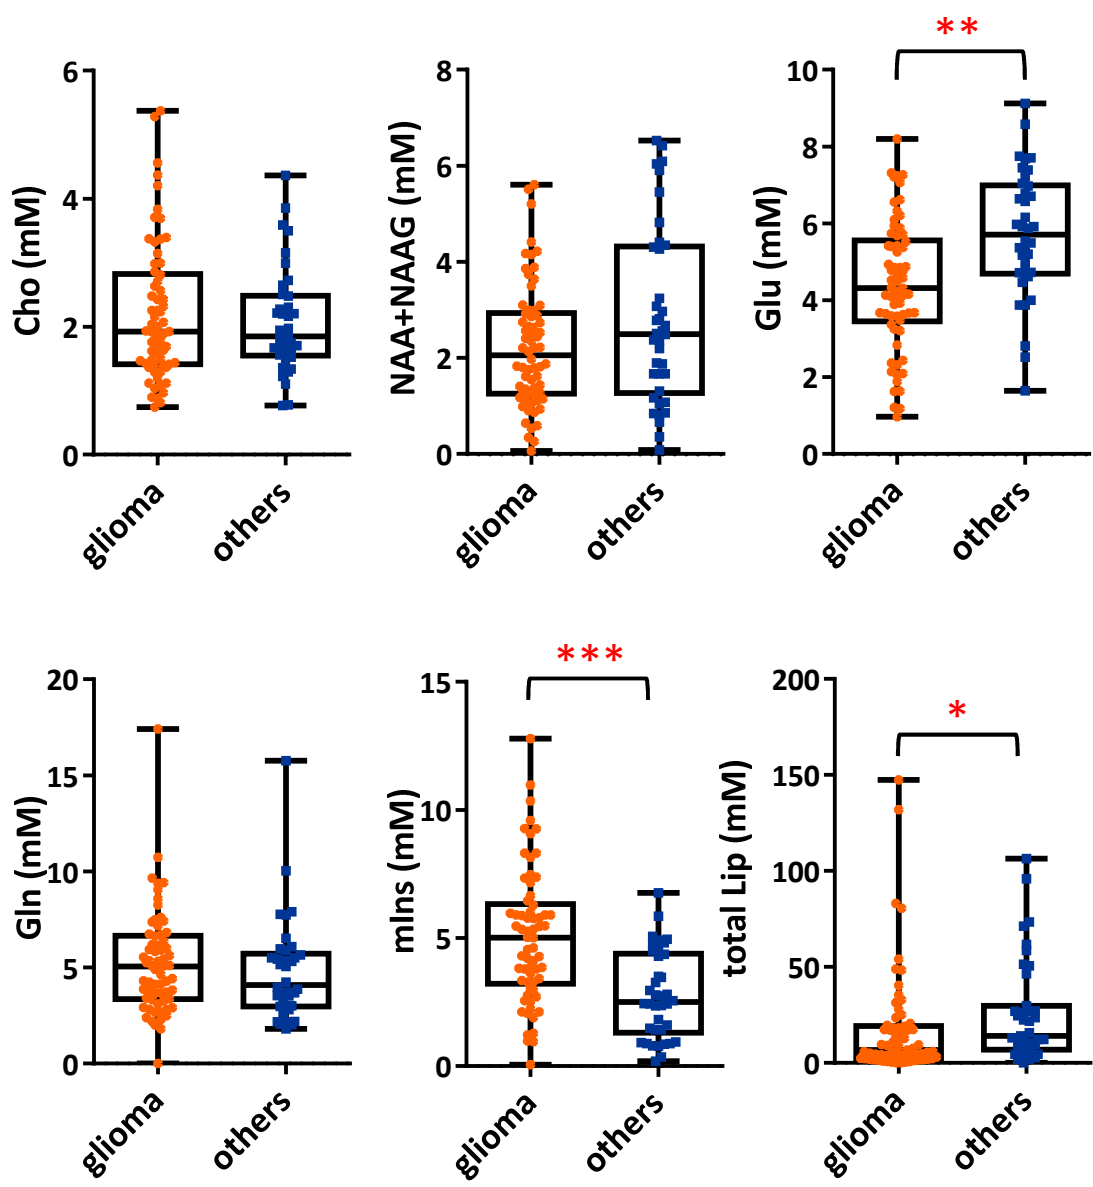 **
Cho (mM)
6
4
2
0
glioma
others
NAA+NAAG (mM)
8
6
4
2
0
glioma
others
Glu (mM)
10
8
6
4
2
0
glioma
others
Gln (mM)
20
15
10
5
0
glioma
others
***
mIns (mM)
15
10
5
0
glioma
others
*
total Lip (mM)
200
150
100
50
0
glioma
others